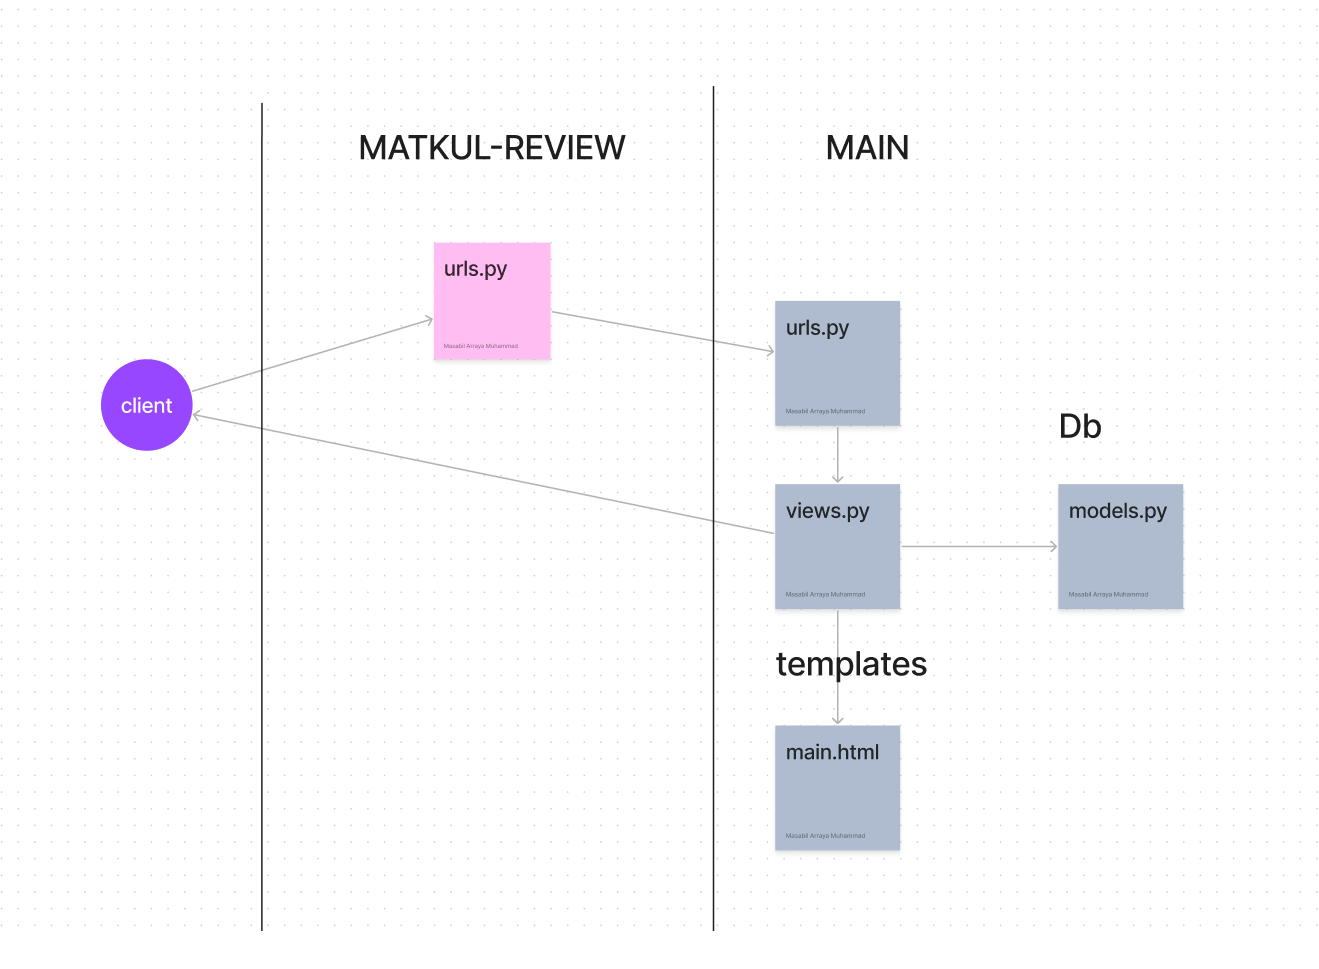 MATKUL-REVIEW
MAIN
urls.py
Masabil Arraya Muhammad
urls.py
Masabil Arraya Muhammad
client
Db
views.py
Masabil Arraya Muhammad
models.py
Masabil Arraya Muhammad
templates
main.html
Masabil Arraya Muhammad